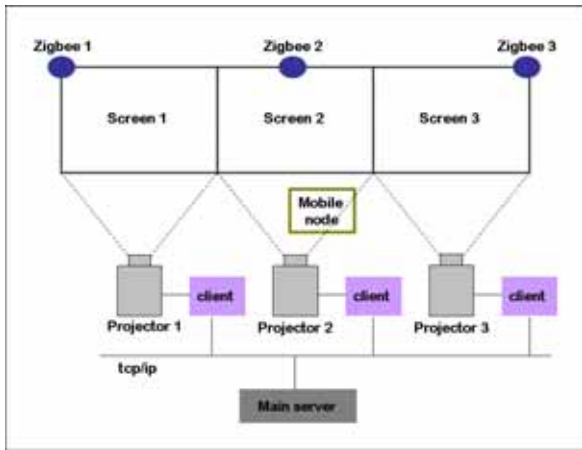 Zigbee 1
Zigbee 2
Zigbee 3
Screen 1
Screen 2
Screen 3
Mobile
node
client
client
client
Projector 1
Projector 2
Projector 3
tcp/ip
Main server